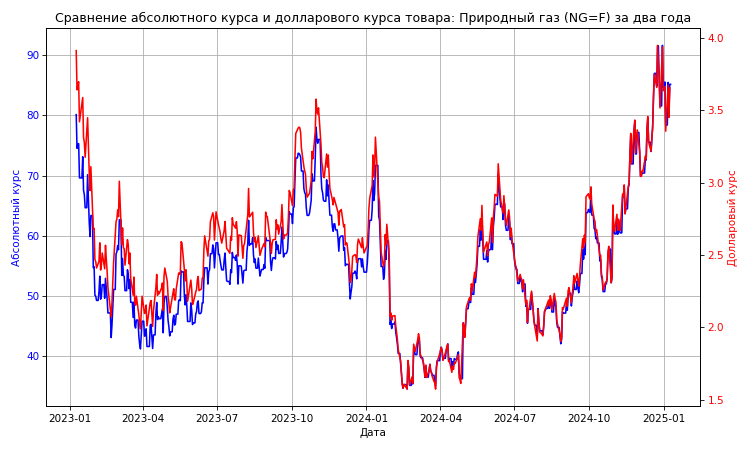 Сравнение абсолютного курса и долларового курса товара: Природный газ (NG=F) за два года
Абсолютный курс
90
80
70
60
50
40
4.0
3.5
3.0
2.5
2.0
1.5
Долларовый курс
2023-01 2023-04 2023-07 2023-10 2024-01 2024-04 2024-07 2024-10 2025-01
Дата